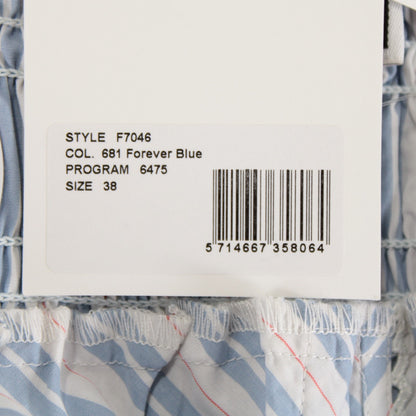 STYLE F7046
COL. 681 Forever Blue
PROGRAM 6475
SIZE 38
5 714667 358064